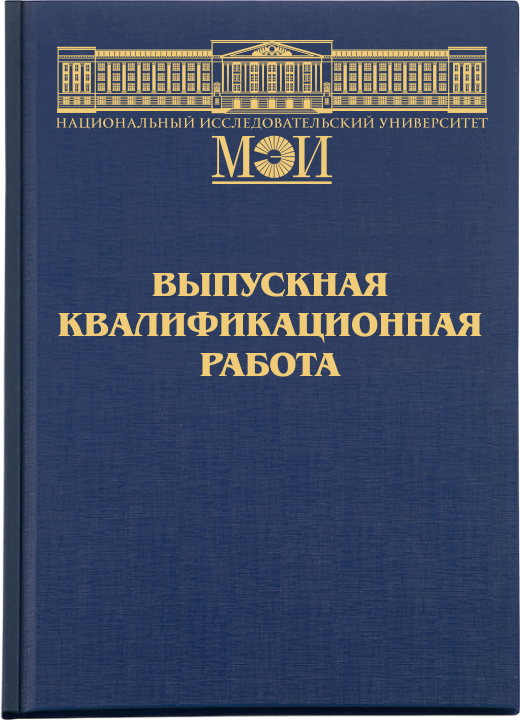 НАЦИОНАЛЬНЫЙ ИССЛЕДОВАТЕЛЬСКИЙ УНИВЕРСИТЕТ
МЭИ
ВЫПУСКНАЯ
КВАЛИФИКАЦИОННАЯ
РАБОТА